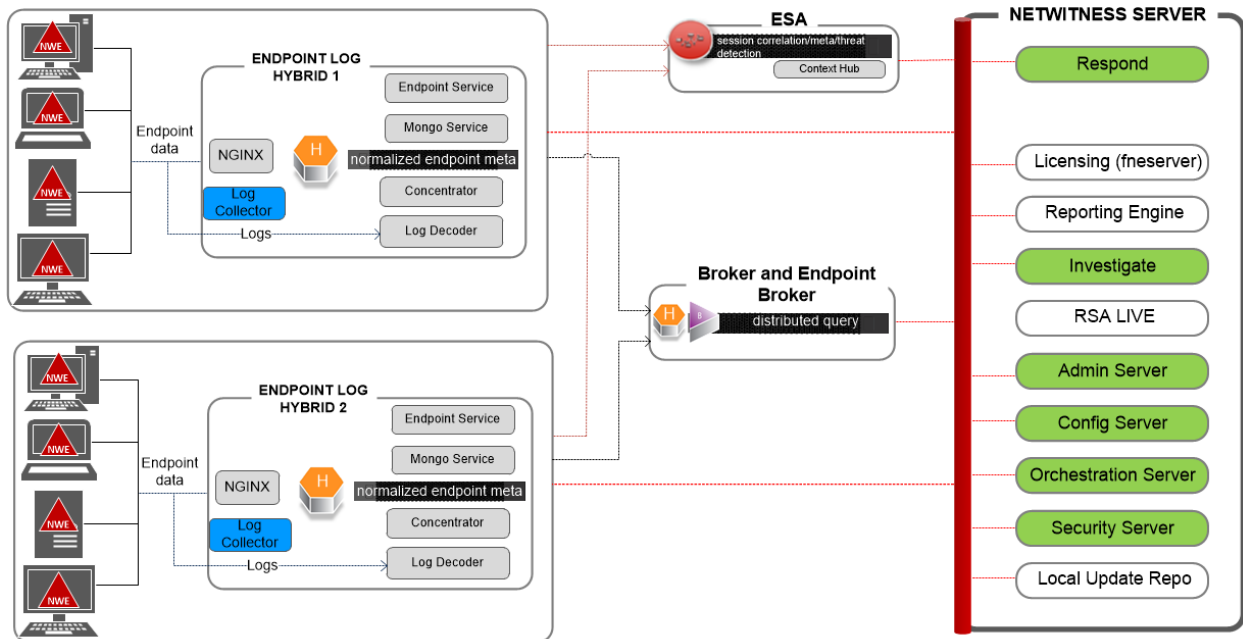 NWE
NWE
NWE
NWE
Endpoint
data
ENDPOINT LOG
HYBRID 1
Endpoint Service
Mongo Service
NGINX
H
normalized endpoint meta
Log
Collector
Concentrator
Logs
Log Decoder
NWE
NWE
NWE
NWE
Endpoint
data
ENDPOINT LOG
HYBRID 2
Endpoint Service
Mongo Service
NGINX
H
normalized endpoint meta
Log
Collector
Concentrator
Logs
Log Decoder
ESA
session correlation/meta/threat
detection
Context Hub
Broker and Endpoint
Broker
H
B
distributed query
NETWITNESS SERVER
Respond
Licensing (fneserver)
Reporting Engine
Investigate
RSA LIVE
Admin Server
Config Server
Orchestration Server
Security Server
Local Update Repo